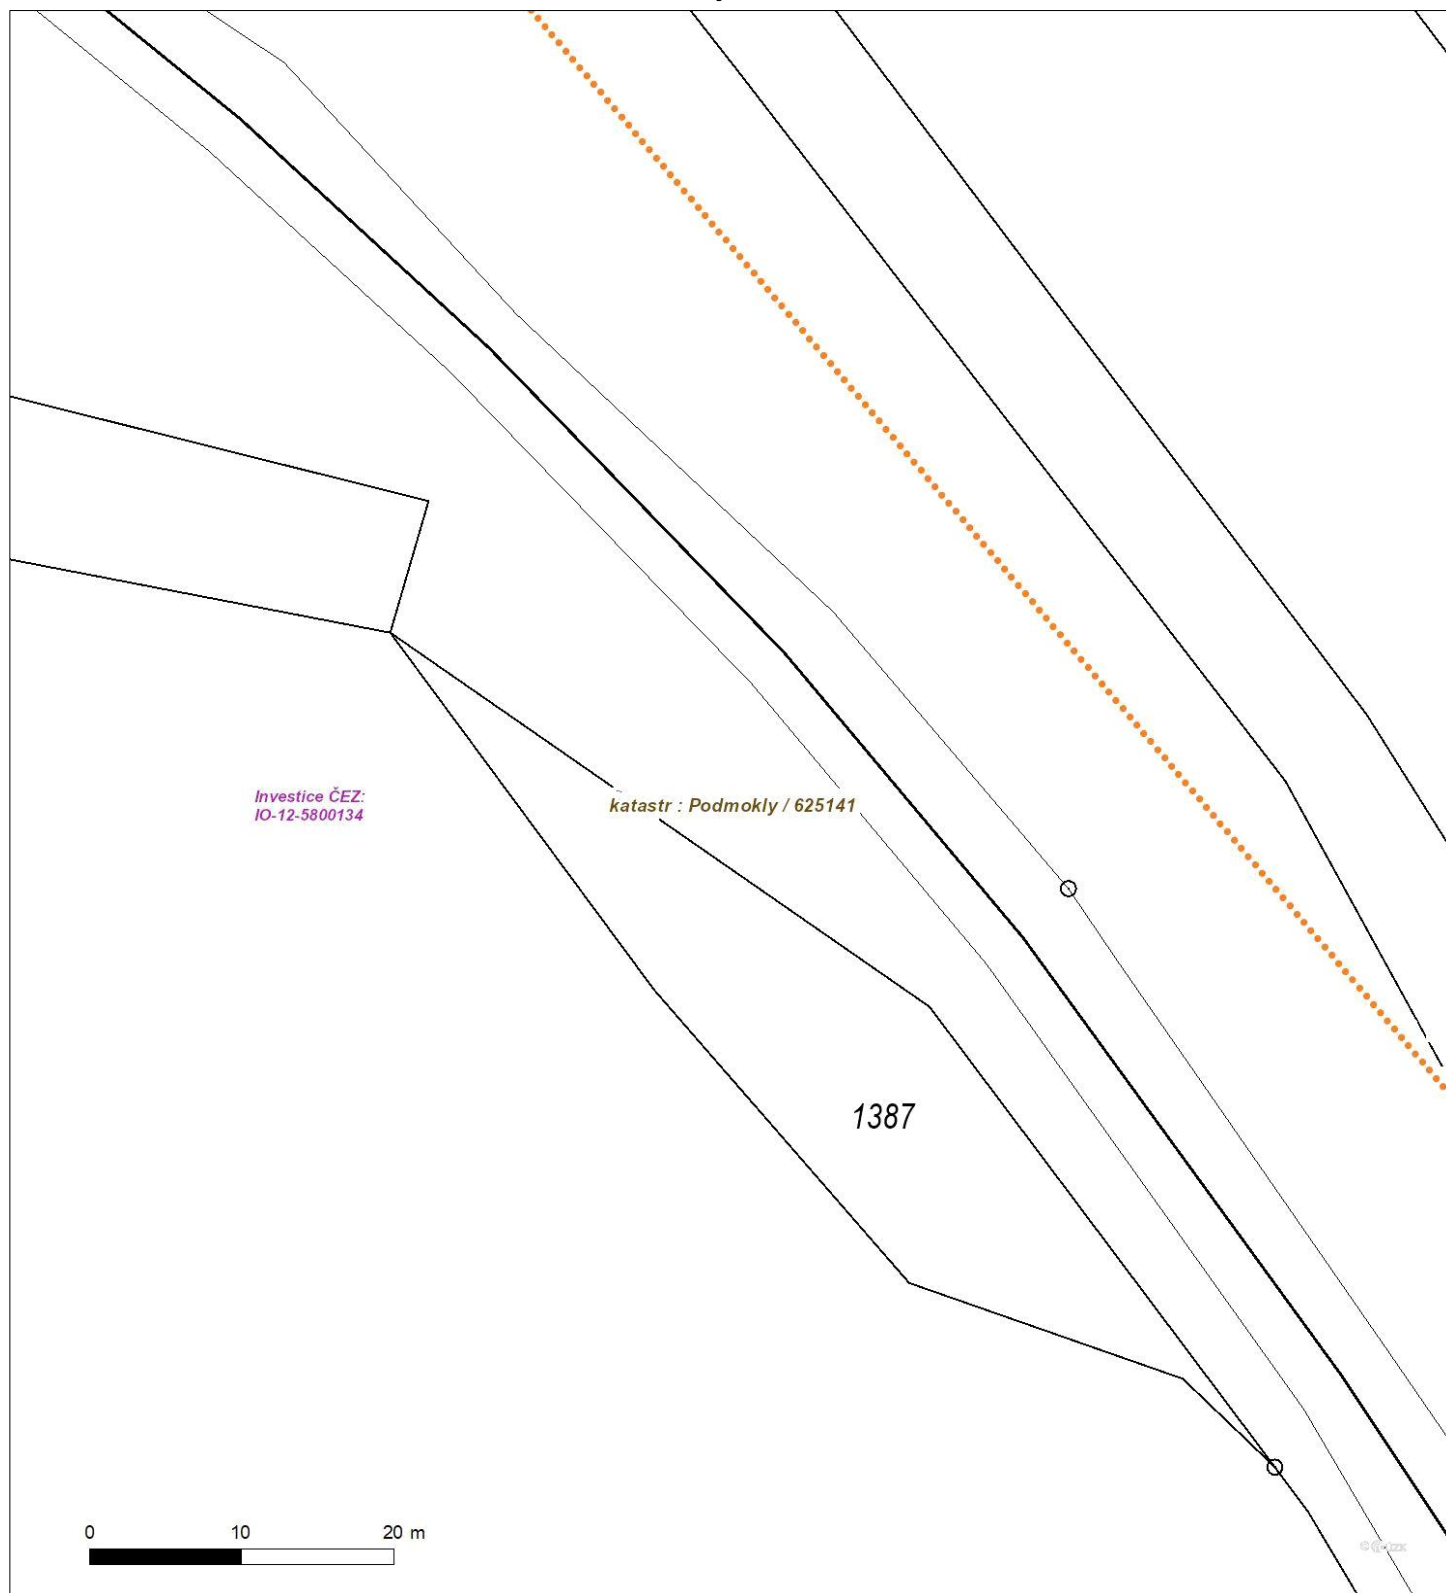 Investice ČEZ:
IO-12-5800134
katastr : Podmokly / 625141
1387
0 10 20 m